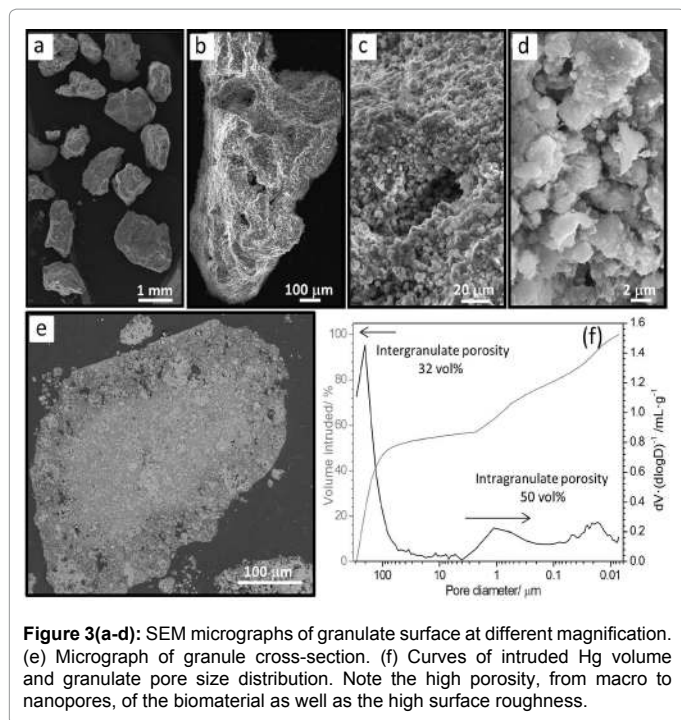 a
b
c
d
1 mm
100 µm
20 µm
2 µm
e
100 µm
(f)
Intergranulate porosity
32 vol%
Intragranulate porosity
50 vol%
Volume intruded/ %
100
80
60
40
20
0
1.6
1.4
1.2
1.0
0.8
0.6
0.4
0.2
0.0
dV·(dlogD)⁻¹ /mL·g⁻¹
100
10
1
0.1
0.01
Pore diameter/ µm
Figure 3(a-d): SEM micrographs of granulate surface at different magnification.
(e) Micrograph of granule cross-section. (f) Curves of intruded Hg volume
and granulate pore size distribution. Note the high porosity, from macro to
nanopores, of the biomaterial as well as the high surface roughness.